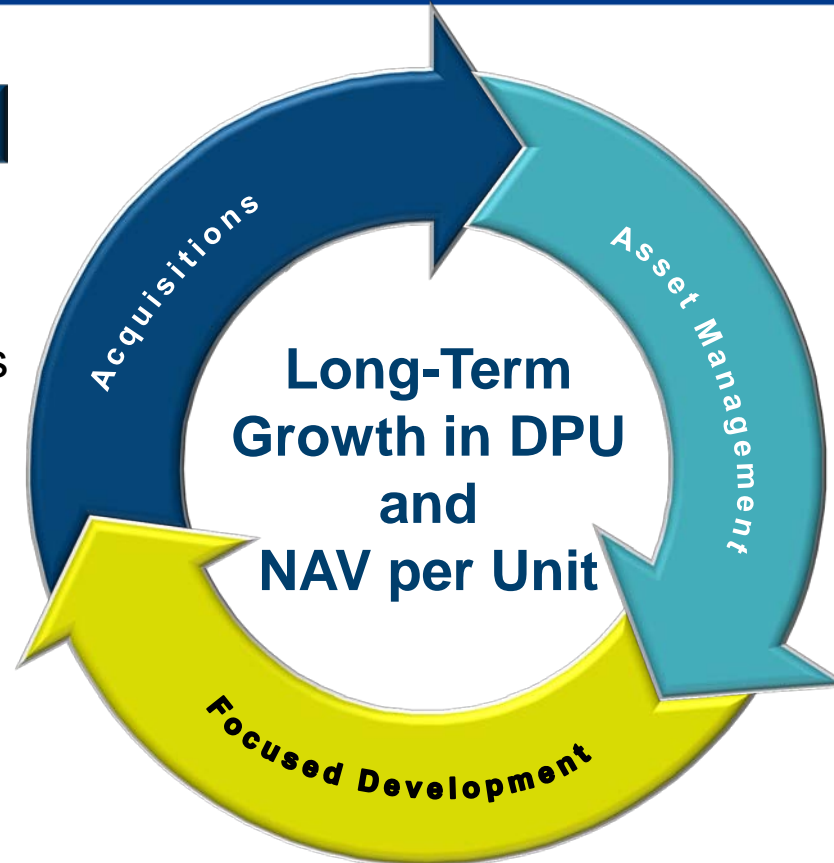 Acquisitions
Asset Management
s
Long-Term
Growth in DPU
and
NAV per Unit
Focused Development